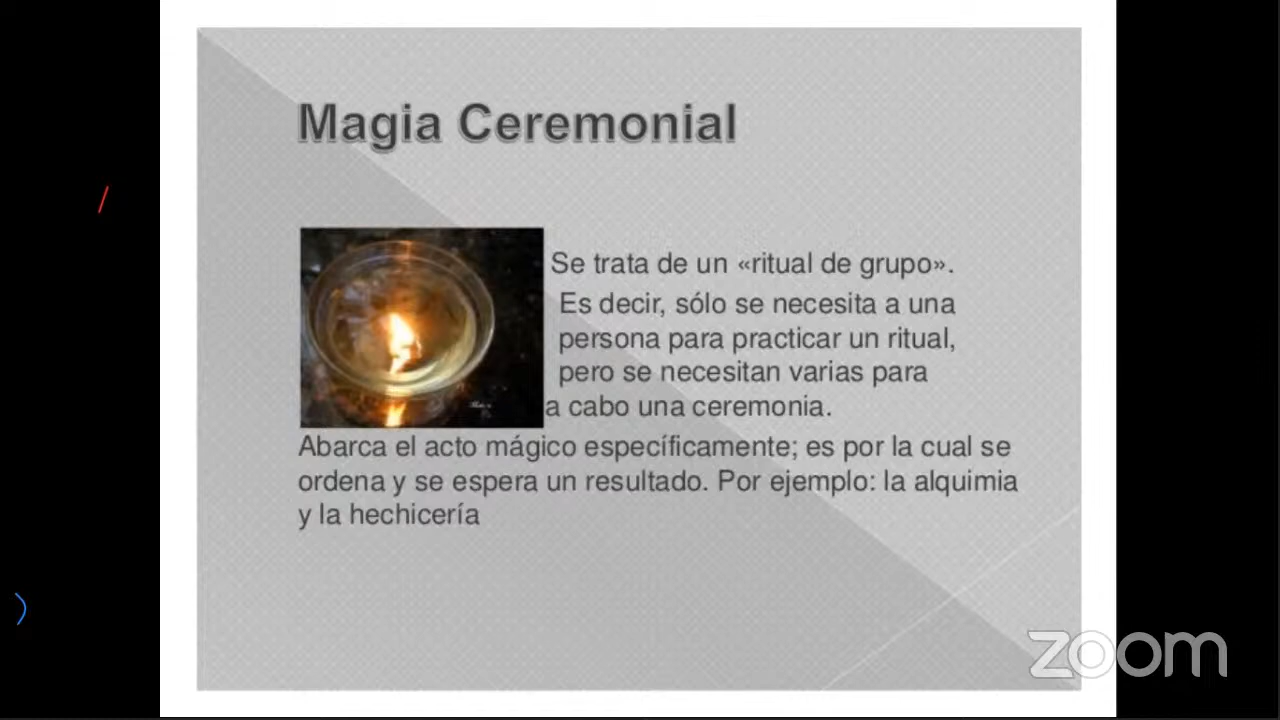 Magia Ceremonial
Se trata de un «ritual de grupo».
Es decir, sólo se necesita a una
persona para practicar un ritual,
pero se necesitan varias para
a cabo una ceremonia.
Abarca el acto mágico específicamente; es por la cual se
ordena y se espera un resultado. Por ejemplo: la alquimia
y la hechicería
zoom